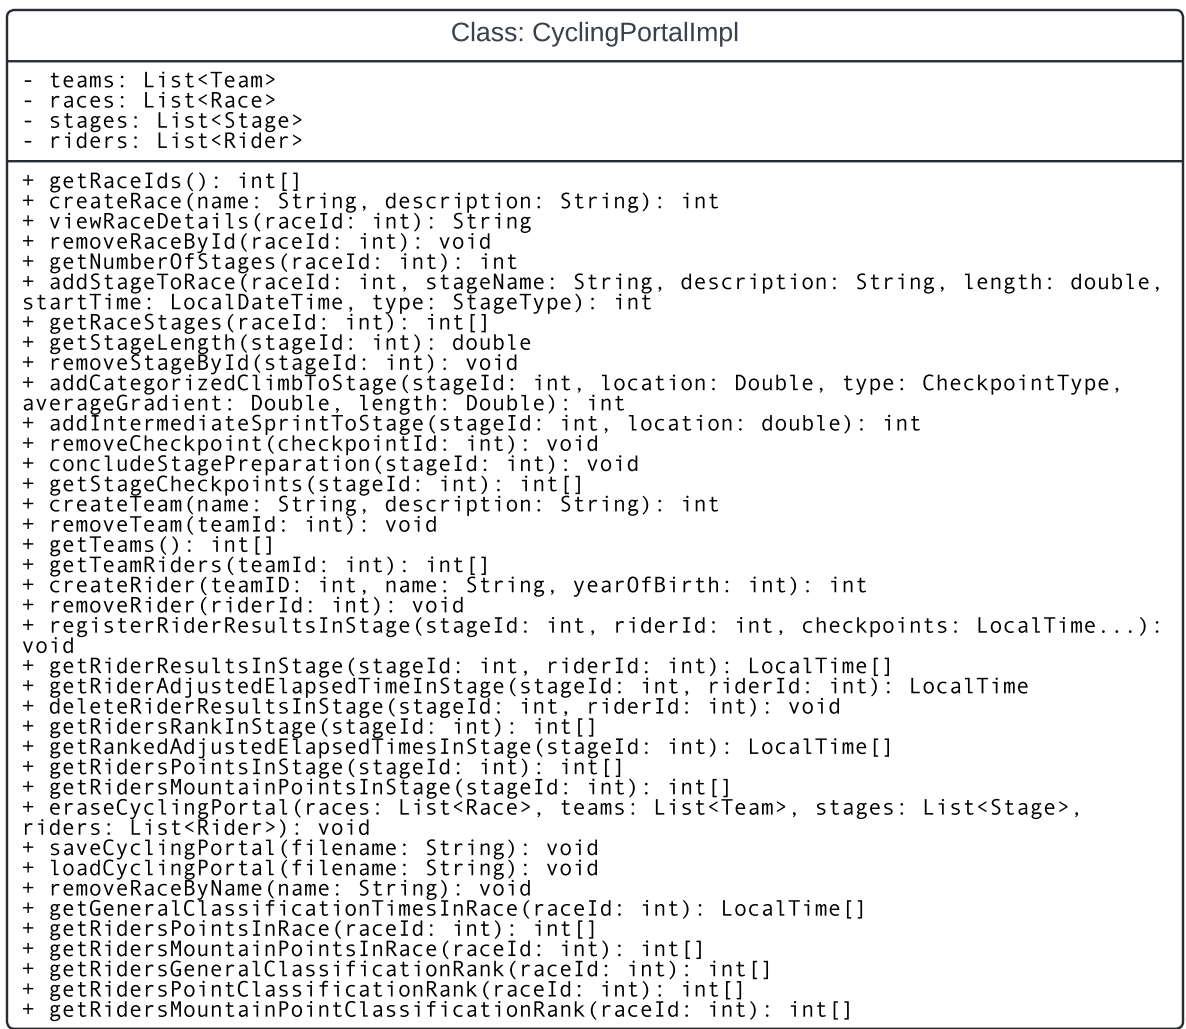 Class: CyclingPortalImpl
- teams: List<Team>
- races: List<Race>
- stages: List<Stage>
- riders: List<Rider>
+ getRaceIds(): int[]
+ createRace(name: String, description: String): int
+ viewRaceDetails(raceId: int): String
+ removeRaceById(raceId: int): void
+ getNumberOfStages(raceId: int): int
+ addStageToRace(raceId: int, stageName: String, description: String, length: double,
startTime: LocalDateTime, type: StageType): int
+ getRaceStages(raceId: int): int[]
+ getStageLength(stageId: int): double
+ removeStageById(stageId: int): void
+ addCategorizedClimbToStage(stageId: int, location: Double, type: CheckpointType,
averageGradient: Double, length: Double): int
+ addIntermediateSprintToStage(stageId: int, location: double): int
+ removeCheckpoint(checkpointId: int): void
+ concludeStagePreparation(stageId: int): void
+ getStageCheckpoints(stageId: int): int[]
+ createTeam(name: String, description: String): int
+ removeTeam(teamId: int): void
+ getTeams(): int[]
+ getTeamRiders(teamId: int): int[]
+ createRider(teamID: int, name: String, yearOfBirth: int): int
+ removeRider(riderId: int): void
+ registerRiderResultsInStage(stageId: int, riderId: int, checkpoints: LocalTime...):
void
+ getRiderResultsInStage(stageId: int, riderId: int): LocalTime[]
+ getRiderAdjustedElapsedTimeInStage(stageId: int, riderId: int): LocalTime
+ deleteRiderResultsInStage(stageId: int, riderId: int): void
+ getRidersRankInStage(stageId: int): int[]
+ getRankedAdjustedElapsedTimesInStage(stageId: int): LocalTime[]
+ getRidersPointsInStage(stageId: int): int[]
+ getRidersMountainPointsInStage(stageId: int): int[]
+ eraseCyclingPortal(races: List<Race>, teams: List<Team>, stages: List<Stage>,
riders: List<Rider>): void
+ saveCyclingPortal(filename: String): void
+ loadCyclingPortal(filename: String): void
+ removeRaceByName(name: String): void
+ getGeneralClassificationTimesInRace(raceId: int): LocalTime[]
+ getRidersPointsInRace(raceId: int): int[]
+ getRidersMountainPointsInRace(raceId: int): int[]
+ getRidersGeneralClassificationRank(raceId: int): int[]
+ getRidersPointClassificationRank(raceId: int): int[]
+ getRidersMountainPointClassificationRank(raceId: int): int[]